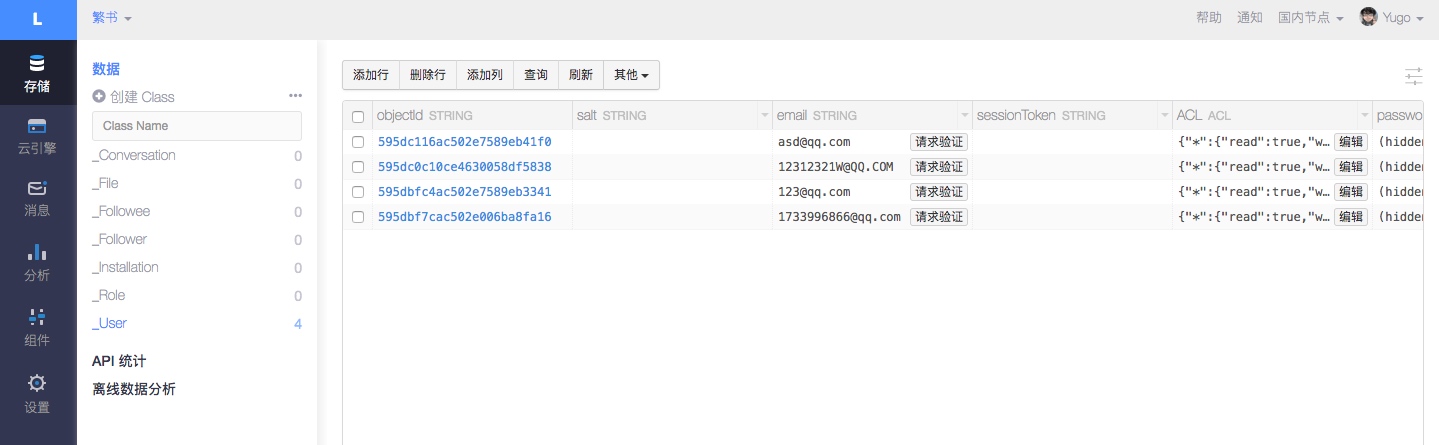 L
繁书
帮助 通知 国内节点 Yugo
存储
云引擎
消息
分析
组件
设置
数据
创建 Class
Class Name
_Conversation 0
_File 0
_Followee 0
_Follower 0
_Installation 0
_Role 0
_User 4
API 统计
离线数据分析
添加行 删除行 添加列 查询 刷新 其他
objectId STRING salt STRING email STRING sessionToken STRING ACL ACL passwo
595dc116ac502e7589eb41f0 asd@qq.com 请求验证 {"*":{"read":true,"w… 编辑 (hidden
595dc0c10ce4630058df5838 12312321W@QQ.COM 请求验证 {"*":{"read":true,"w… 编辑 (hidden
595dbfc4ac502e7589eb3341 123@qq.com 请求验证 {"*":{"read":true,"w… 编辑 (hidden
595dbf7cac502e006ba8fa16 1733996866@qq.com 请求验证 {"*":{"read":true,"w… 编辑 (hidden